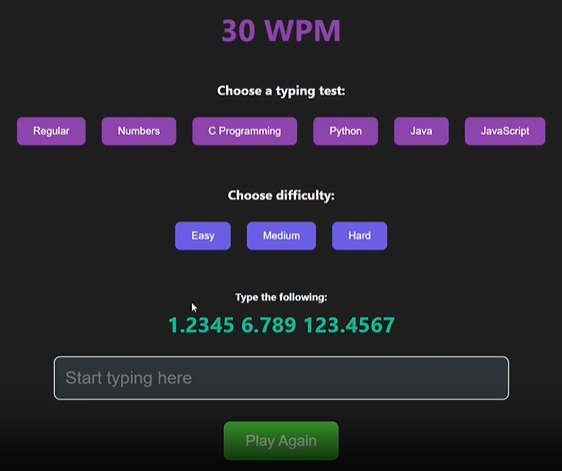 30 WPM
Choose a typing test:
Regular Numbers C Programming Python Java JavaScript
Choose difficulty:
Easy Medium Hard
Type the following:
1.2345 6.789 123.4567
Start typing here
Play Again